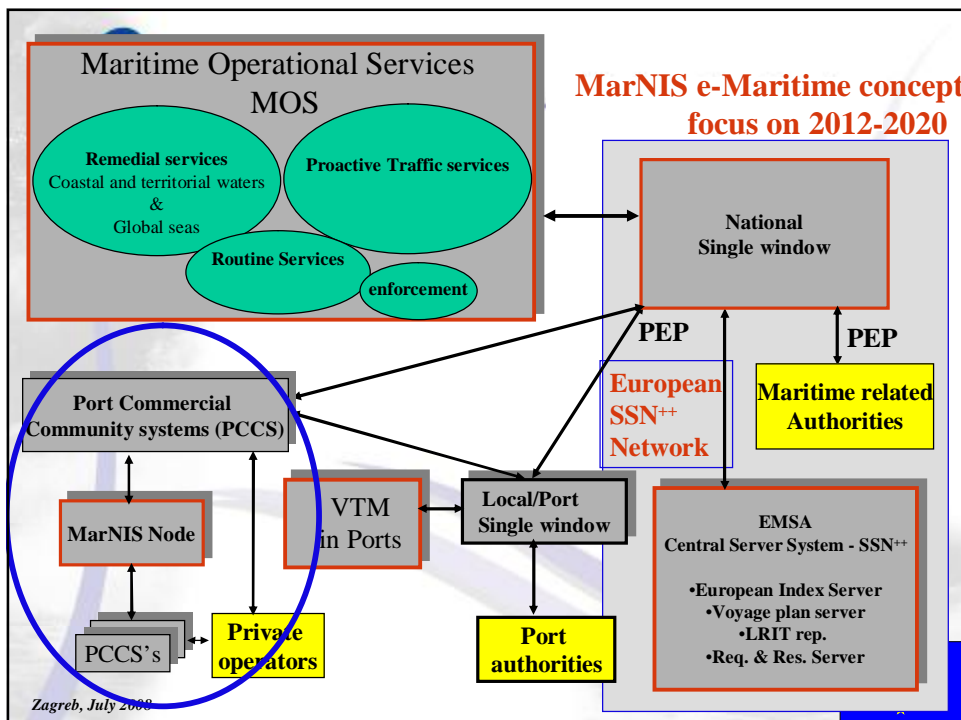 Maritime Operational Services
MOS
MarNIS e-Maritime concept
focus on 2012-2020
Remedial services
Coastal and territorial waters
&
Global seas
Proactive Traffic services
Routine Services
enforcement
National
Single window
PEP
PEP
European
SSN++
Network
Maritime related
Authorities
Port Commercial
Community systems (PCCS)
MarNIS Node
PCCS's
Private
operators
VTM
in Ports
Local/Port
Single window
Port
authorities
EMSA
Central Server System - SSN++
•European Index Server
•Voyage plan server
•LRIT rep.
•Req. & Res. Server
Zagreb, July 2008